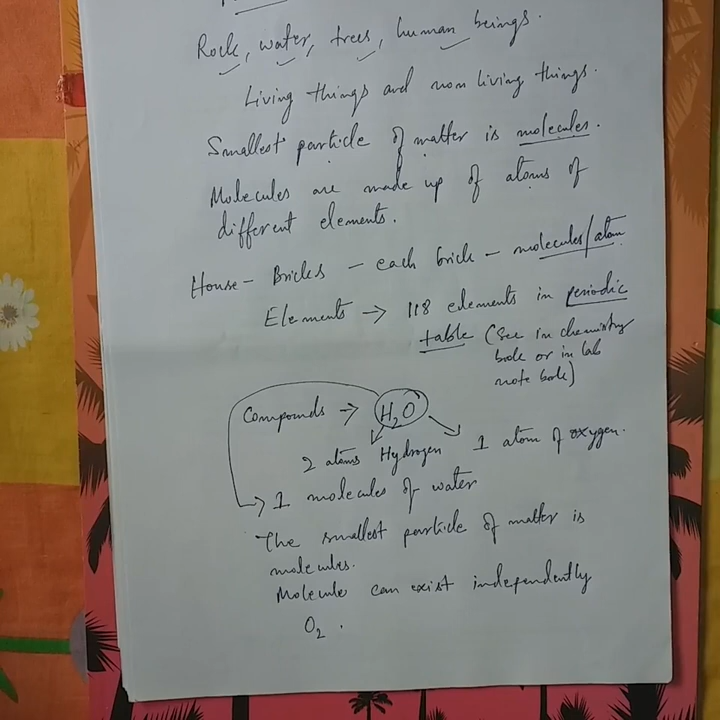 Rock, water, trees, human beings.
Living things and non living things.
Smallest particle of matter is molecules.
Molecules are made up of atoms of
different elements.
House - Bricks - each brick - molecules/atom
Elements → 118 elements in periodic
table (See in chemistry
book or in lab
note book)
Compounds → H₂O
2 atoms Hydrogen 1 atom of oxygen.
→ 1 molecules of water
The smallest particle of matter is
molecules.
Molecule can exist independently
O₂.